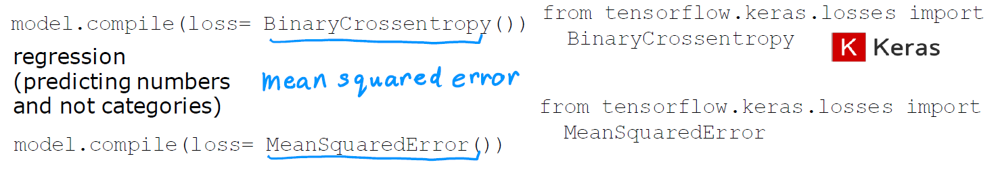 model.compile(loss= BinaryCrossentropy())
from tensorflow.keras.losses import
BinaryCrossentropy
K Keras
regression
(predicting numbers
and not categories)
mean squared error
from tensorflow.keras.losses import
MeanSquaredError
model.compile(loss= MeanSquaredError())